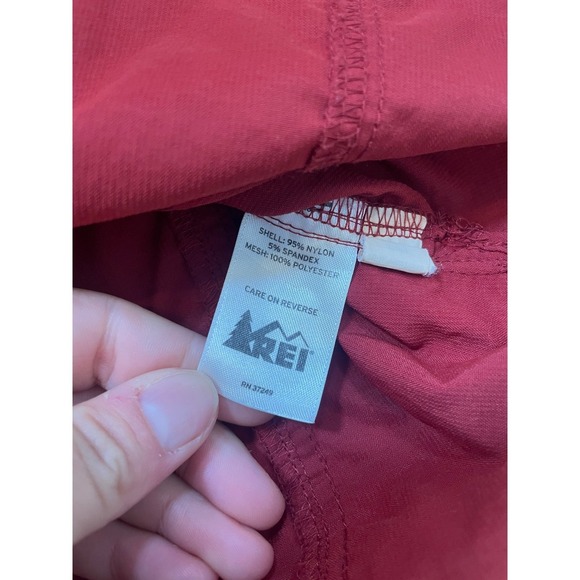 SHELL: 95% NYLON
5% SPANDEX
MESH: 100% POLYESTER
CARE ON REVERSE
REI®
RN 37249